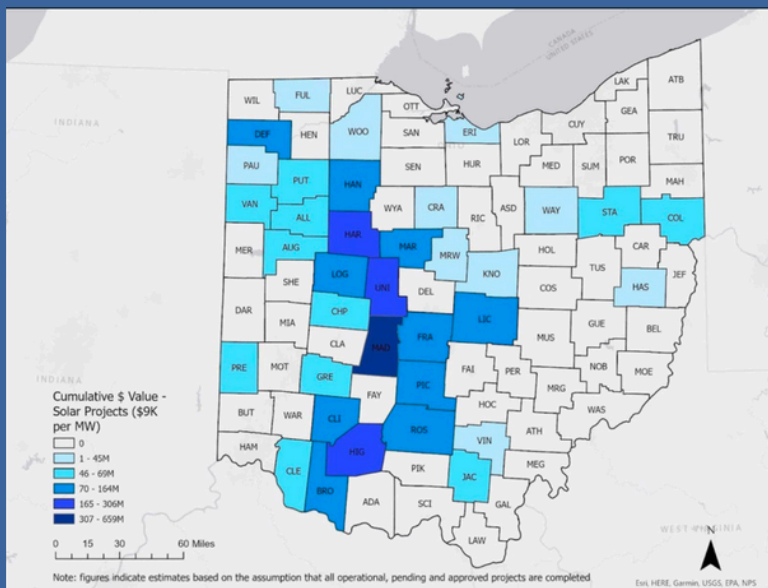 CANADA
UNITED STATES
LAK
ATB
WIL
FUL
LUC
OTT
GEA
INDIANA
DEF
HEN
WOO
SAN
ERI
LOR
CUY
TRU
PAU
SEN
HUR
MED
SUM
POR
OHIO
PUT
HAN
MAH
VAN
ALL
WYA
CRA
RIC
ASD
WAY
STA
COL
HAR
MER
AUG
MAR
MRW
HOL
CAR
LOG
UNI
KNO
TUS
JEF
SHE
DEL
COS
HAS
DAR
CHP
LIC
MIA
FRA
MUS
GUE
BEL
CLA
MAD
PRE
MOT
GRE
PIC
FAI
PER
NOB
MOE
INDIANA
FAY
MRG
Cumulative $ Value -
Solar Projects ($9K
per MW)
BUT
WAR
CLI
ROS
HOC
WAS
ATH
HAM
HIG
VIN
MEG
0
1 - 45M
46 - 69M
70 - 164M
165 - 306M
307 - 659M
CLE
BRO
PIK
JAC
ADA
SCI
GAL
LAW
WEST VIRGINIA
N
0 15 30 60 Miles
Note: figures indicate estimates based on the assumption that all operational, pending and approved projects are completed
Esri, HERE, Garmin, USGS, EPA, NPS